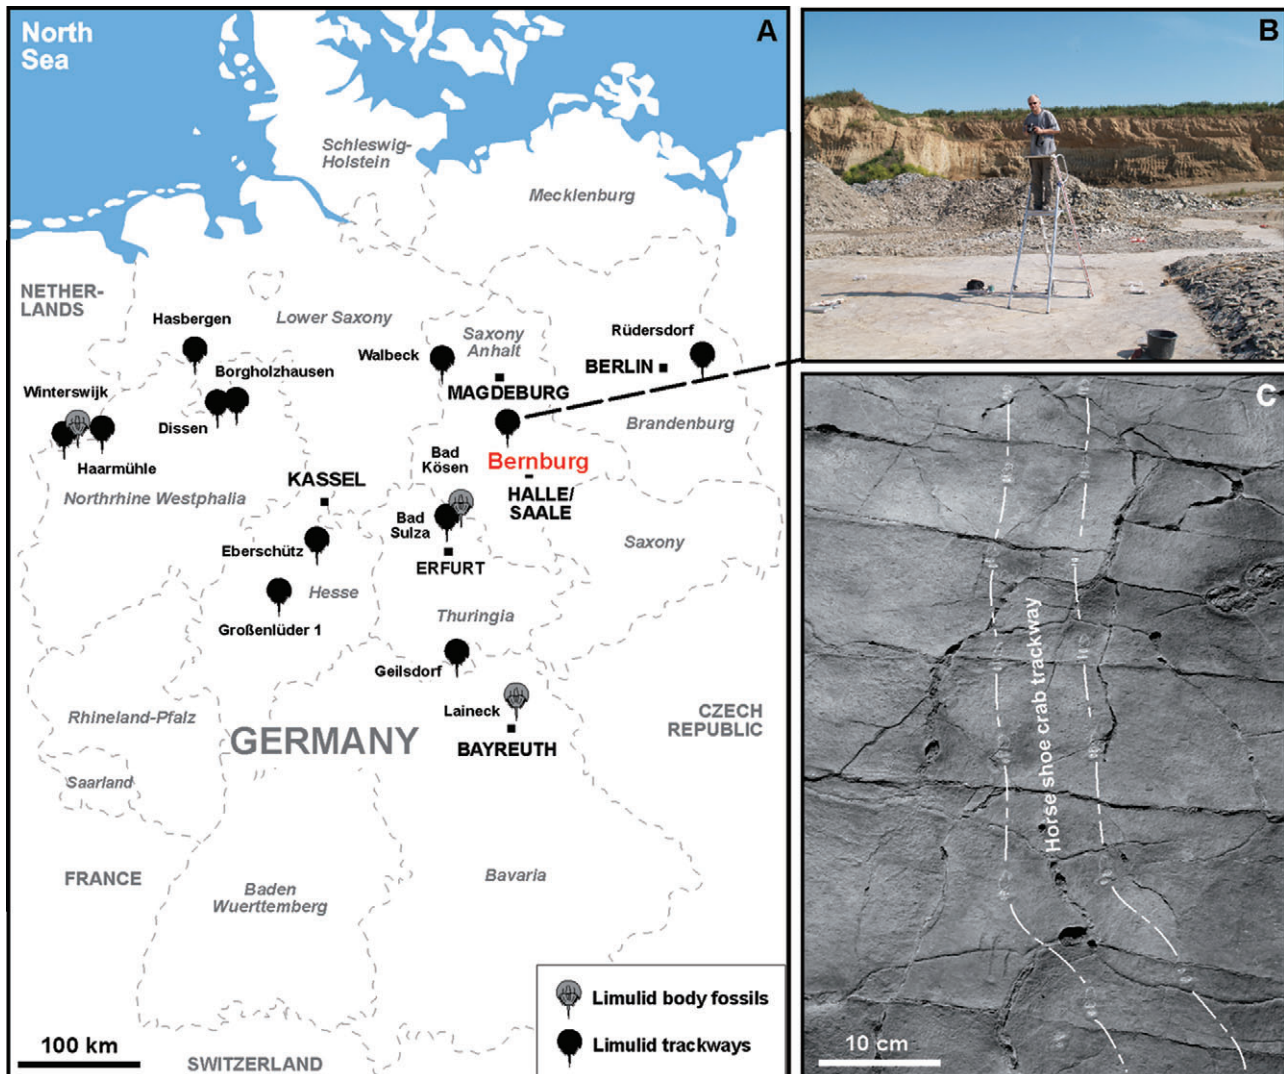 North
Sea
A
Schleswig-
Holstein
Mecklenburg
NETHER-
LANDS
Hasbergen
Lower Saxony
Walbeck
Saxony
Anhalt
Rüdersdorf
BERLIN
Borgholzhausen
MAGDEBURG
Winterswijk
Dissen
Brandenburg
Haarmühle
Bad
Kösen
Bernburg
Northrhine Westphalia
KASSEL
HALLE/
SAALE
Bad
Sulza
Eberschütz
Saxony
ERFURT
Hesse
Thuringia
Großenlüder 1
Geilsdorf
Laineck
Rhineland-Pfalz
CZECH
REPUBLIC
GERMANY
BAYREUTH
Saarland
FRANCE
Baden
Wuerttemberg
Bavaria
Limulid body fossils
Limulid trackways
100 km
SWITZERLAND
B
C
Horse shoe crab trackway
10 cm